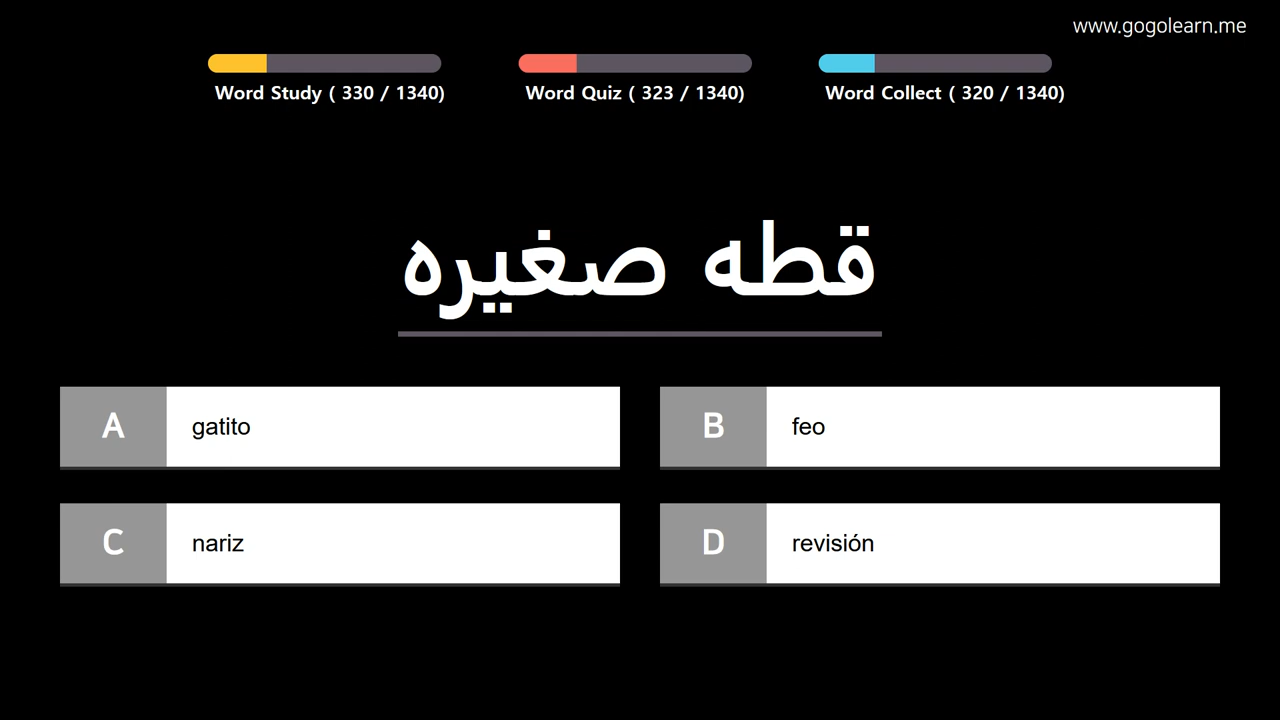 www.gogolearn.me
Word Study ( 330 / 1340)
Word Quiz ( 323 / 1340)
Word Collect ( 320 / 1340)
قطه صغيره
A gatito
B feo
C nariz
D revisión